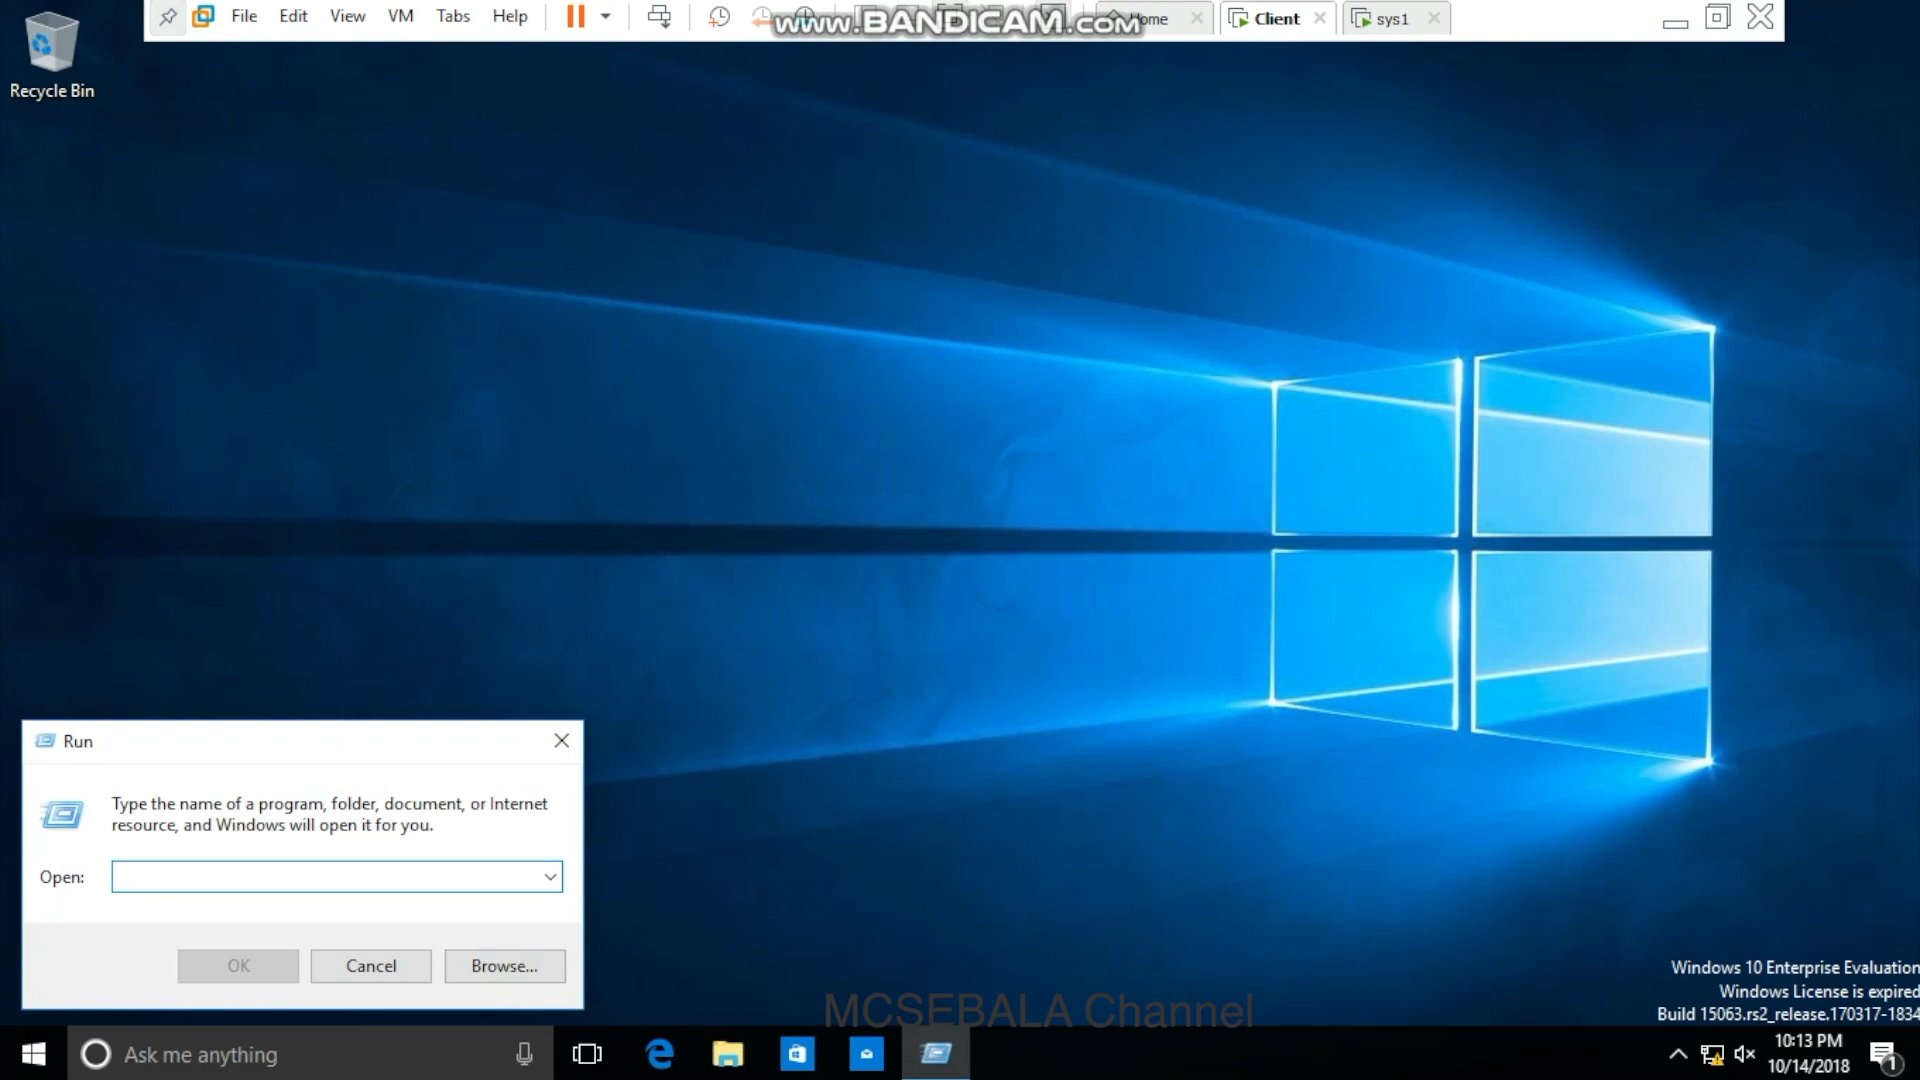 File Edit View VM Tabs Help
www.BANDICAM.com
Home
Client
sys1
Recycle Bin
Run
Type the name of a program, folder, document, or Internet
resource, and Windows will open it for you.
Open:
OK Cancel Browse...
Windows 10 Enterprise Evaluation
Windows License is expired
Build 15063.rs2_release.170317-1834
MCSEBALA Channel
Ask me anything
10:13 PM
10/14/2018
1